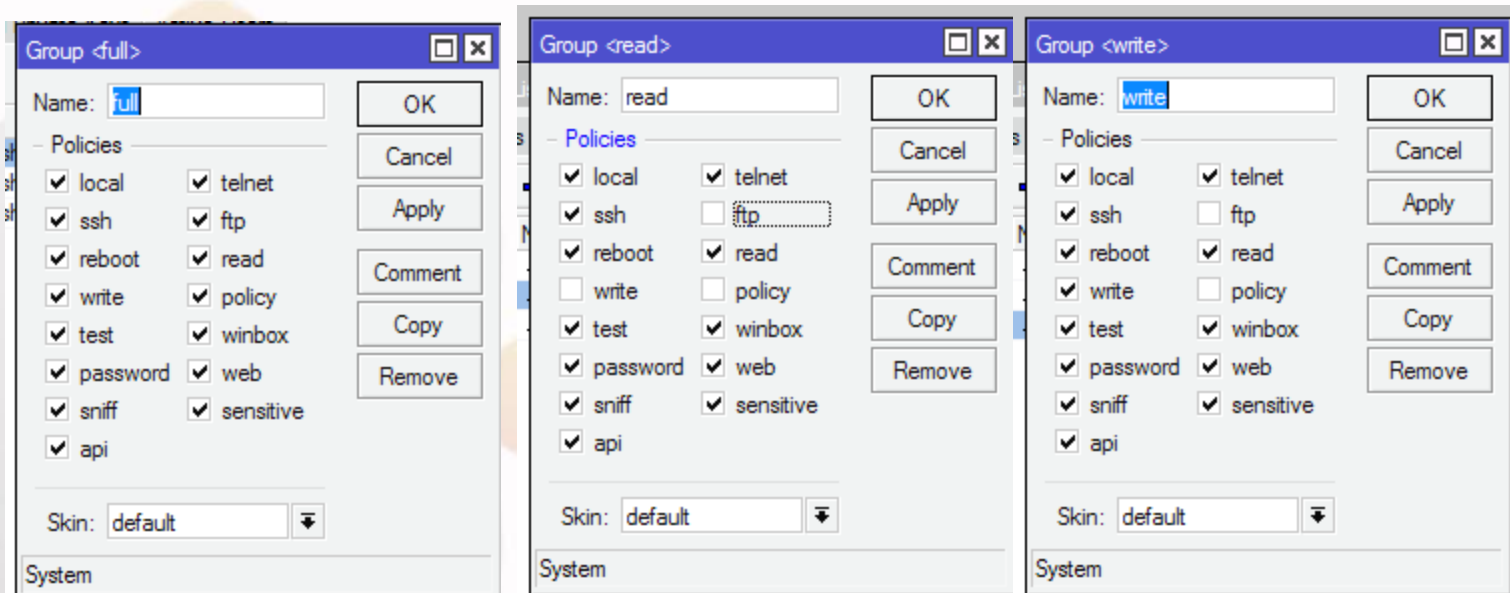 Group <full>
Name: full
OK
Policies
Cancel
local telnet
Apply
ssh ftp
reboot read
Comment
write policy
Copy
test winbox
password web
Remove
sniff sensitive
api
Skin: default
System
Group <read>
Name: read
OK
Policies
Cancel
local telnet
Apply
ssh ftp
reboot read
Comment
write policy
Copy
test winbox
password web
Remove
sniff sensitive
api
Skin: default
System
Group <write>
Name: write
OK
Policies
Cancel
local telnet
Apply
ssh ftp
reboot read
Comment
write policy
Copy
test winbox
password web
Remove
sniff sensitive
api
Skin: default
System